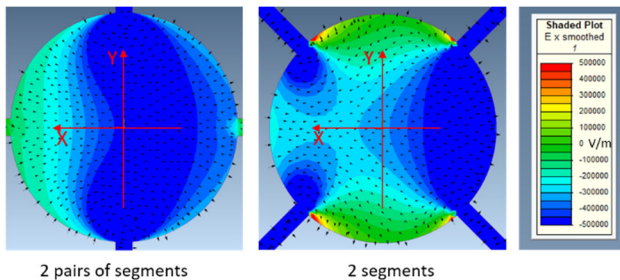 Y
X
2 pairs of segments
Y
X
2 segments
Shaded Plot
E x smoothed
f
500000
400000
300000
200000
100000
0 V/m
-100000
-200000
-300000
-400000
-500000